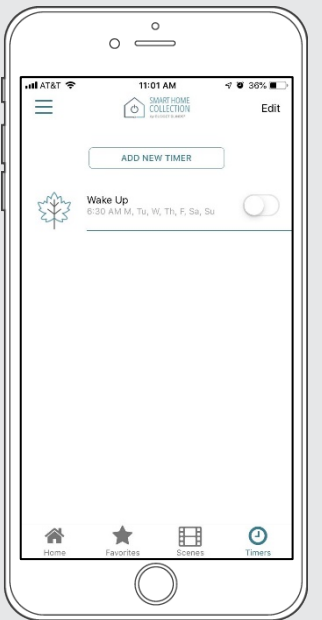 AT&T 11:01 AM 36%
SMART HOME
COLLECTION
Edit
ADD NEW TIMER
Wake Up
6:30 AM M, Tu, W, Th, F, Sa, Su
Home Favorites Scenes Timers